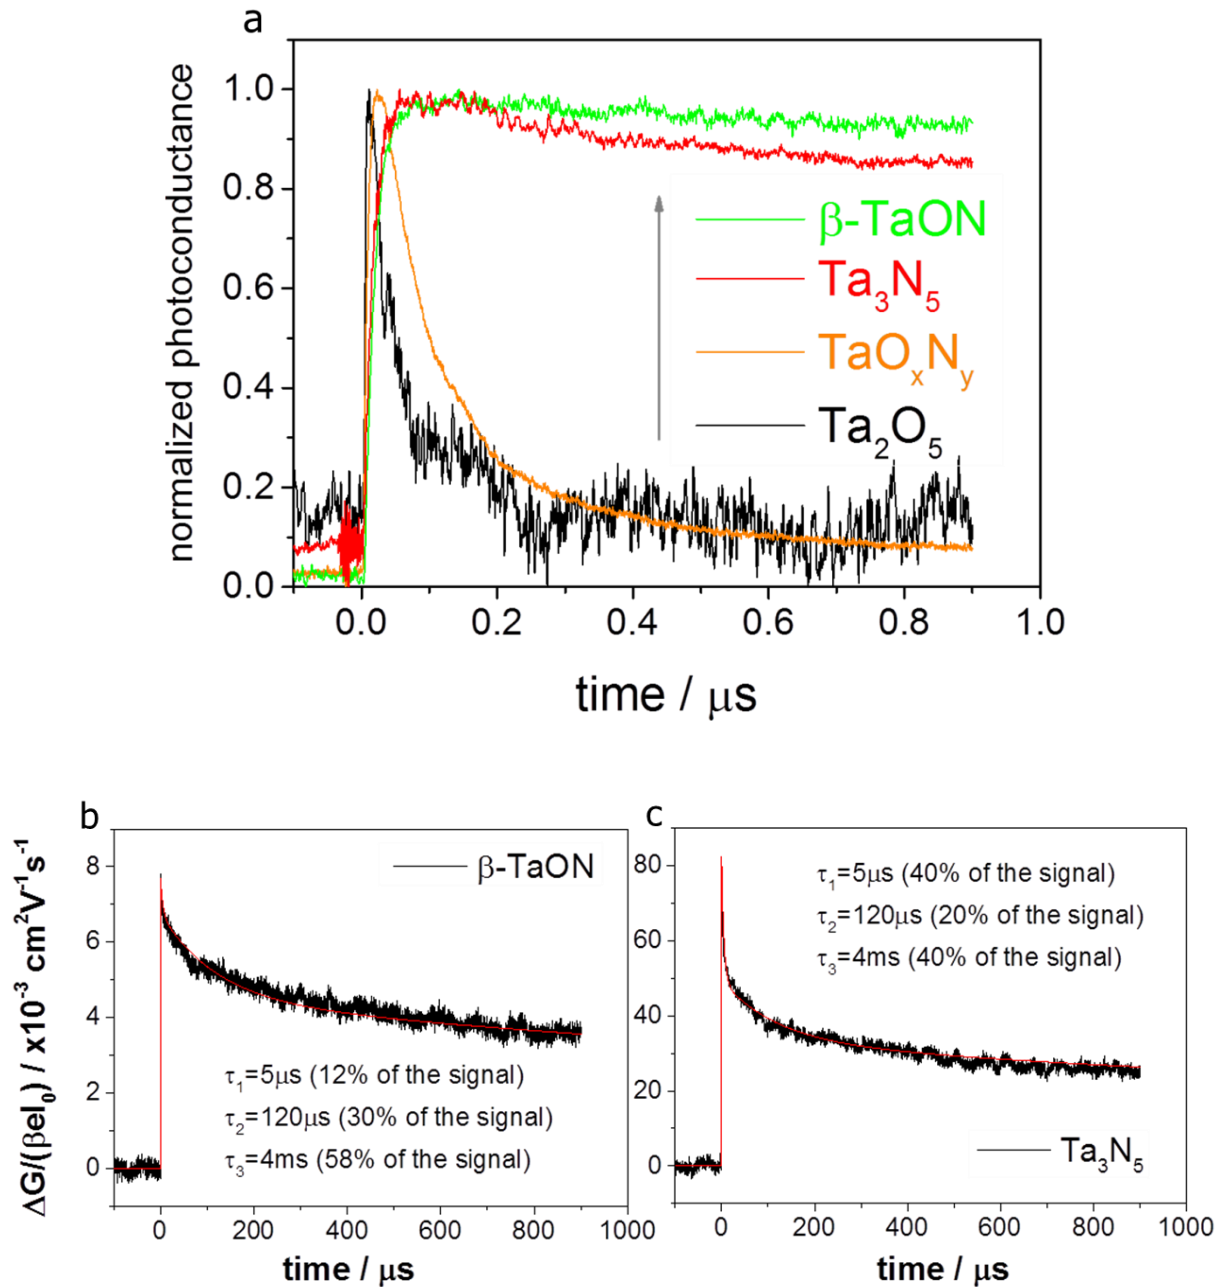 a
normalized photoconductance
1.0
0.8
0.6
0.4
0.2
0.0
β-TaON
Ta₃N₅
TaOₓNᵧ
Ta₂O₅
0.0 0.2 0.4 0.6 0.8 1.0
time / μs
b
ΔG/(βeI₀) / x10⁻³ cm²V⁻¹s⁻¹
8
6
4
2
0
β-TaON
τ₁=5μs (12% of the signal)
τ₂=120μs (30% of the signal)
τ₃=4ms (58% of the signal)
0 200 400 600 800 1000
time / μs
c
80
60
40
20
0
τ₁=5μs (40% of the signal)
τ₂=120μs (20% of the signal)
τ₃=4ms (40% of the signal)
Ta₃N₅
0 200 400 600 800 1000
time / μs